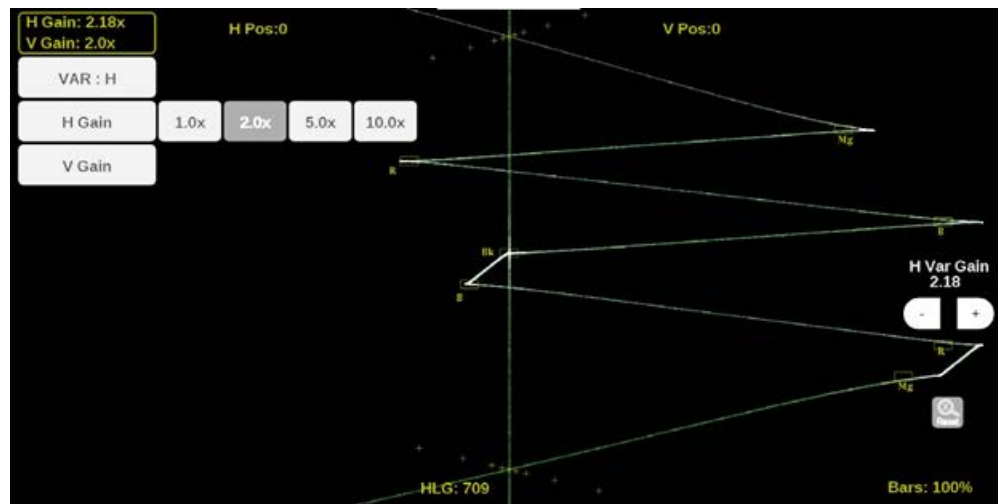 H Gain: 2.18x
V Gain: 2.0x
H Pos:0
V Pos:0
VAR : H
H Gain
1.0x
2.0x
5.0x
10.0x
V Gain
Mg
R
B
Bk
B
H Var Gain
2.18
-
+
R
Mg
Reset
HLG: 709
Bars: 100%